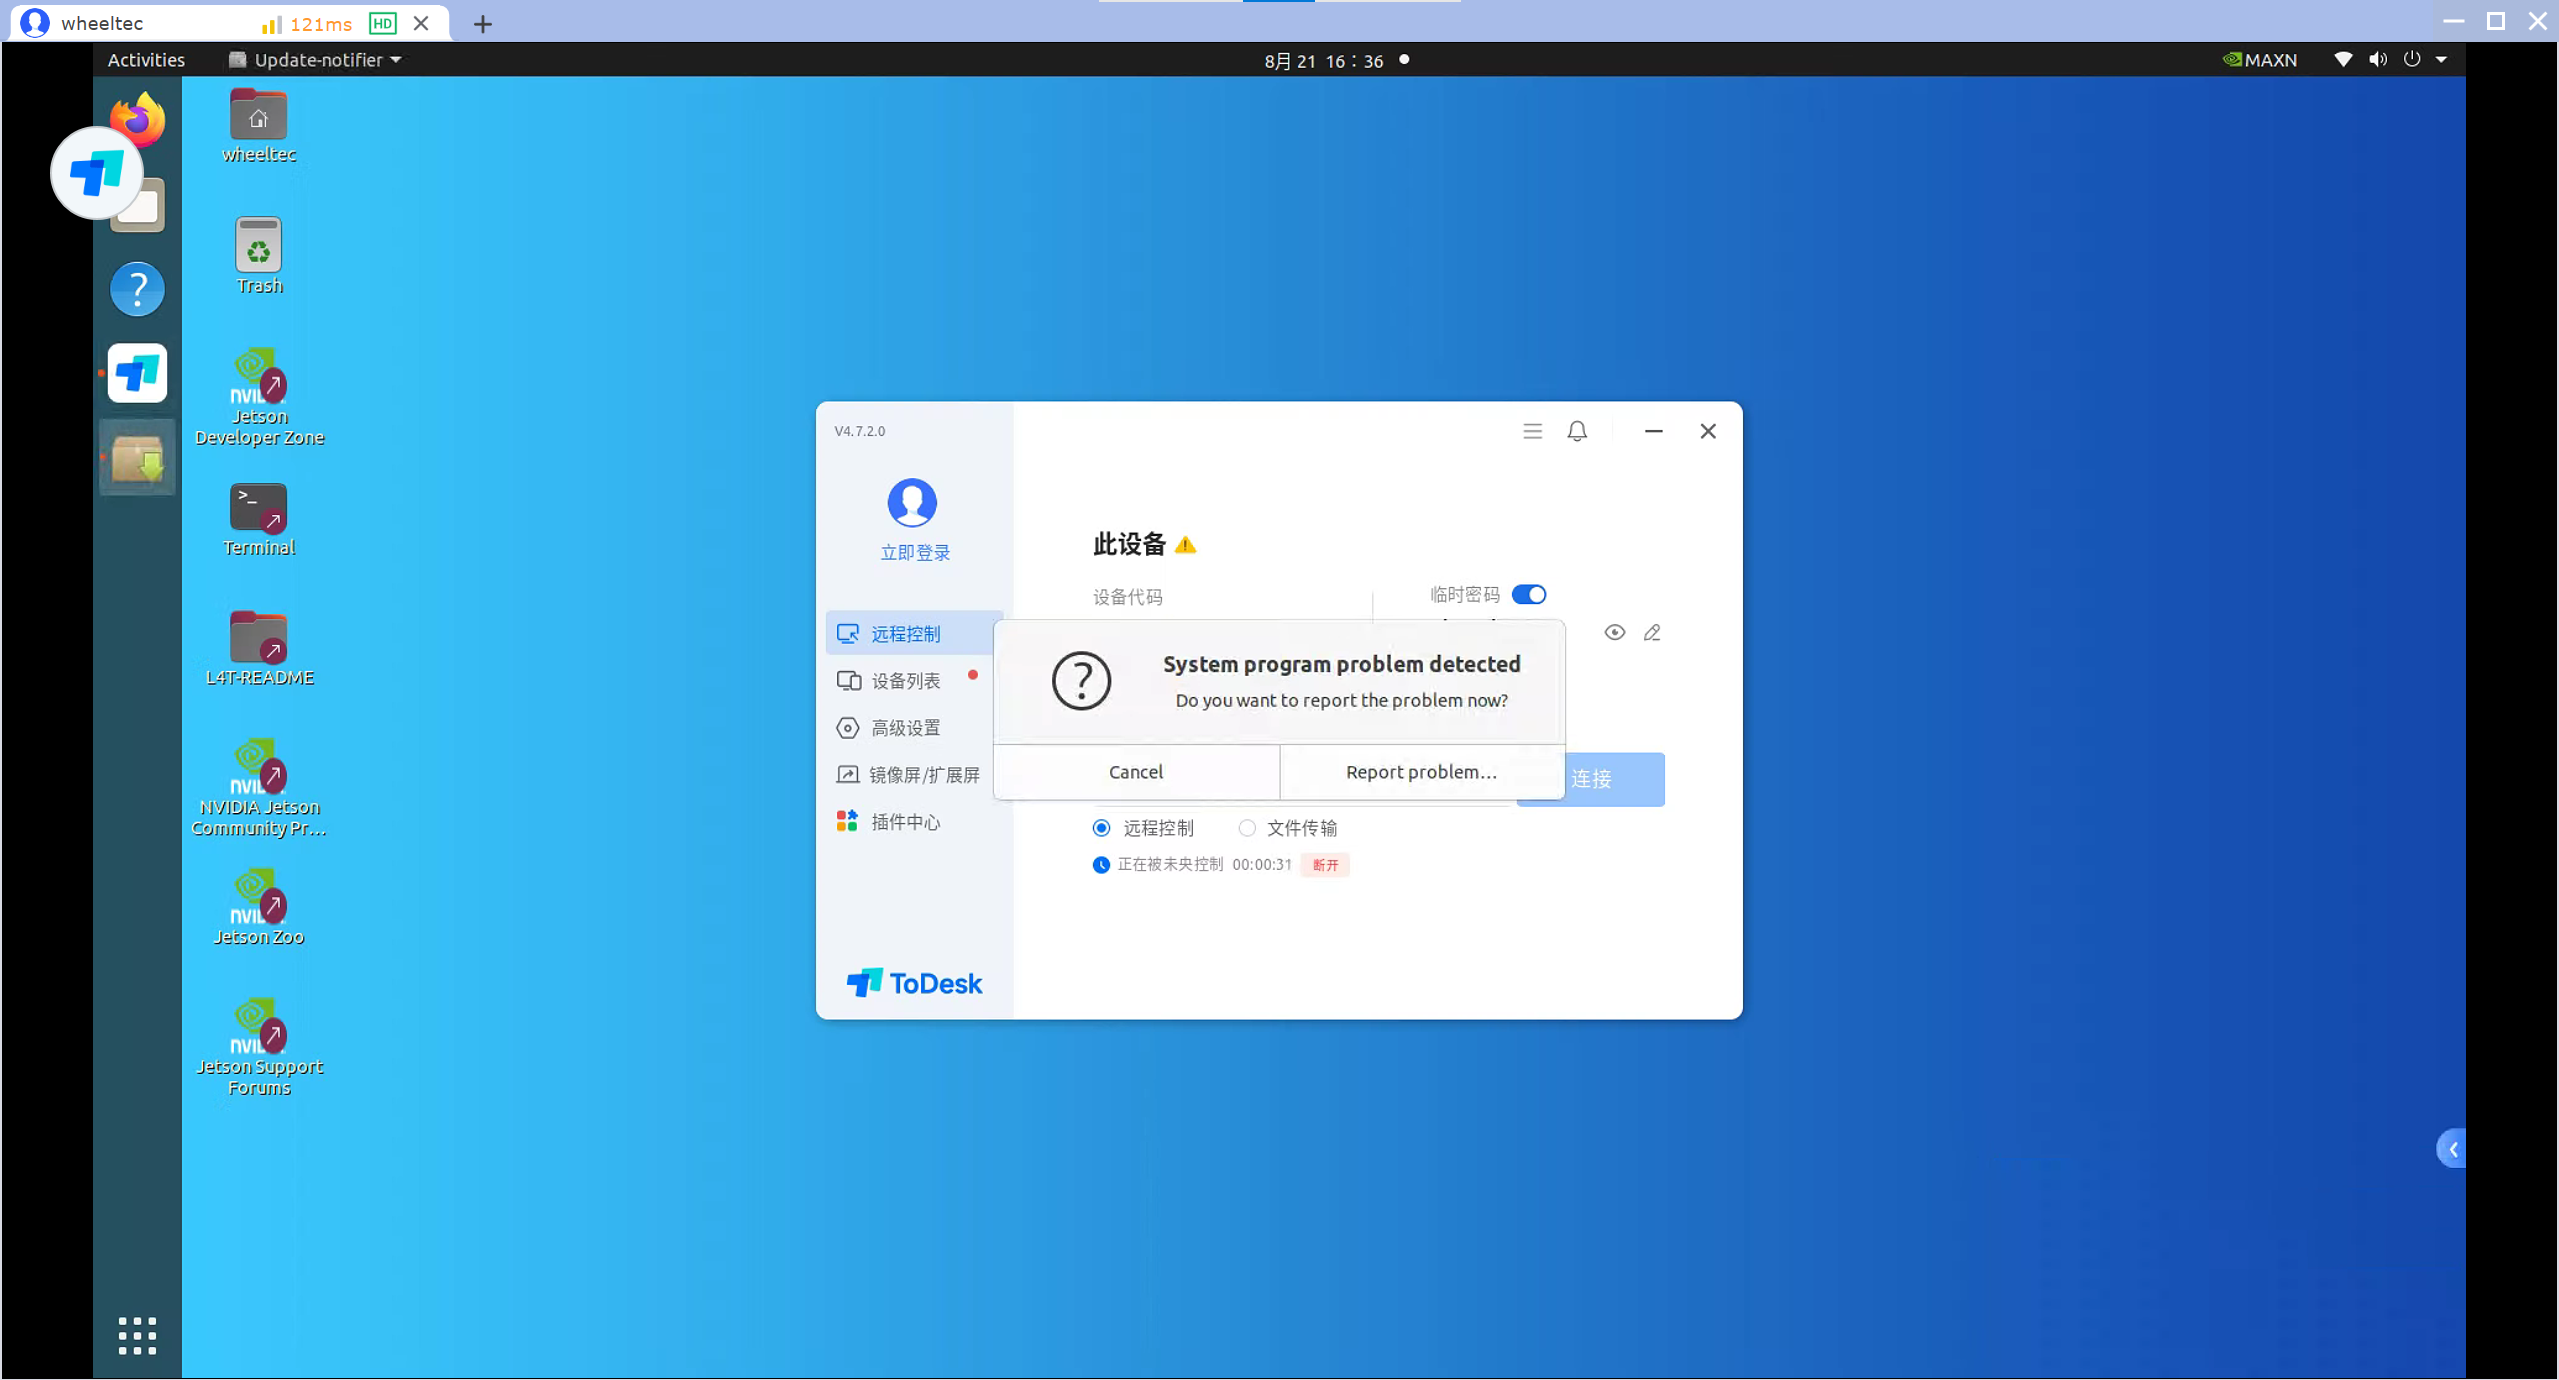 wheeltec
121ms
HD
Activities
Update-notifier
8月 21 16：36
MAXN
wheeltec
Trash
Jetson
Developer Zone
>_
Terminal
L4T-README
NVIDIA Jetson
Community Pr...
Jetson Zoo
Jetson Support
Forums
V4.7.2.0
立即登录
远程控制
设备列表
高级设置
镜像屏/扩展屏
插件中心
ToDesk
此设备
设备代码
临时密码
System program problem detected
Do you want to report the problem now?
Cancel
Report problem...
连接
远程控制
文件传输
正在被未央控制 00:00:31
断开